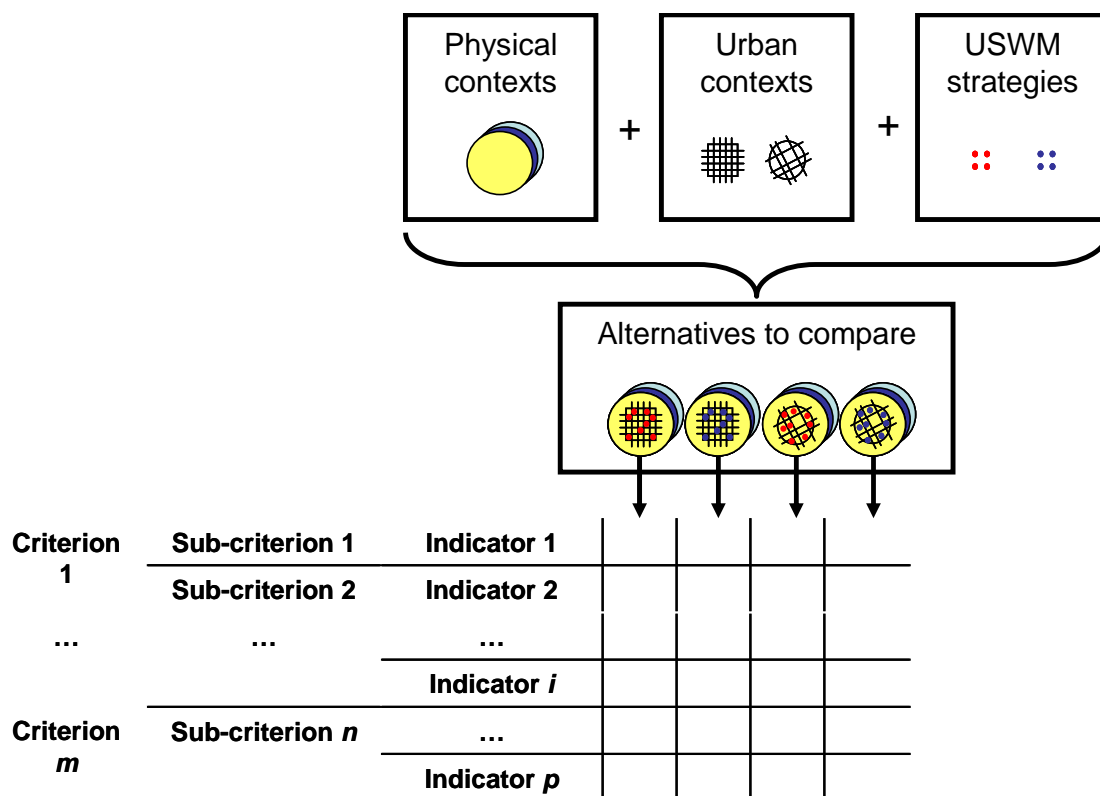 Physical
contexts
+
Urban
contexts
+
USWM
strategies
Alternatives to compare
Criterion
1
Sub-criterion 1
Indicator 1
Sub-criterion 2
Indicator 2
...
...
...
Indicator i
Criterion
m
Sub-criterion n
...
Indicator p